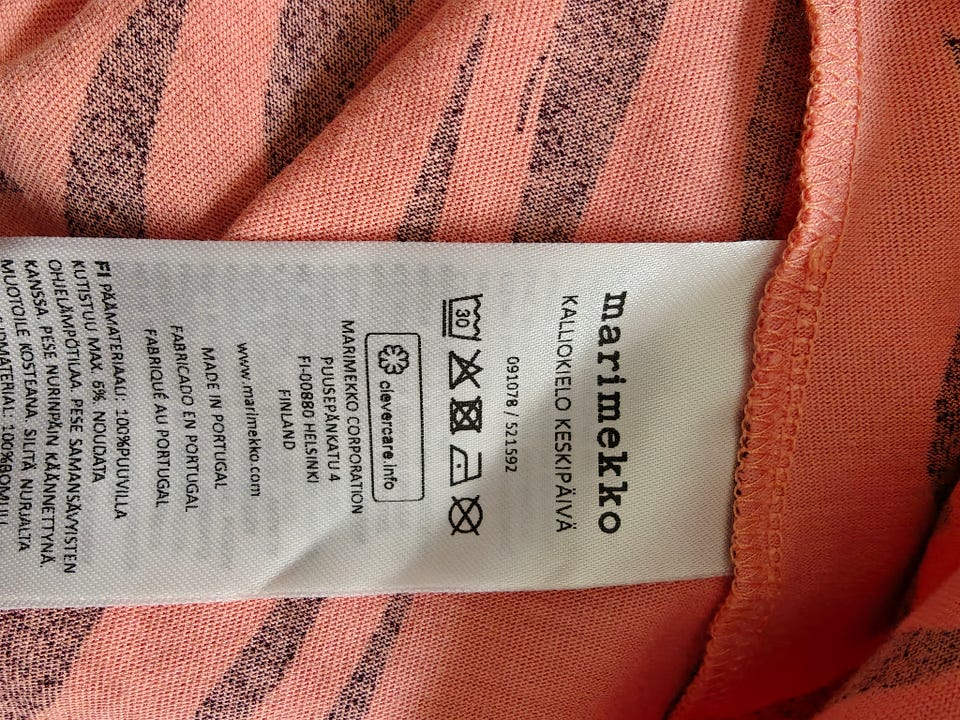 marimekko
KALLIOKIELO KESKIPÄIVÄ
091078 / 521592
30
clevercare.info
MARIMEKKO CORPORATION
PUUSEPÄNKATU 4
FI-00880 HELSINKI
FINLAND
www.marimekko.com
MADE IN PORTUGAL
FABRICADO EN PORTUGAL
FABRIQUÉ AU PORTUGAL
FI PÄÄMATERIAALI: 100%PUUVILLA
KUTISTUU MAX. 6% NOUDATA
OHJELÄMPÖTILAA. PESE SAMANSÄVYISTEN
KANSSA. PESE NURINPÄIN KÄÄNNETTYNÄ.
MUOTOILE KOSTEANA. SILITÄ NURJALTA